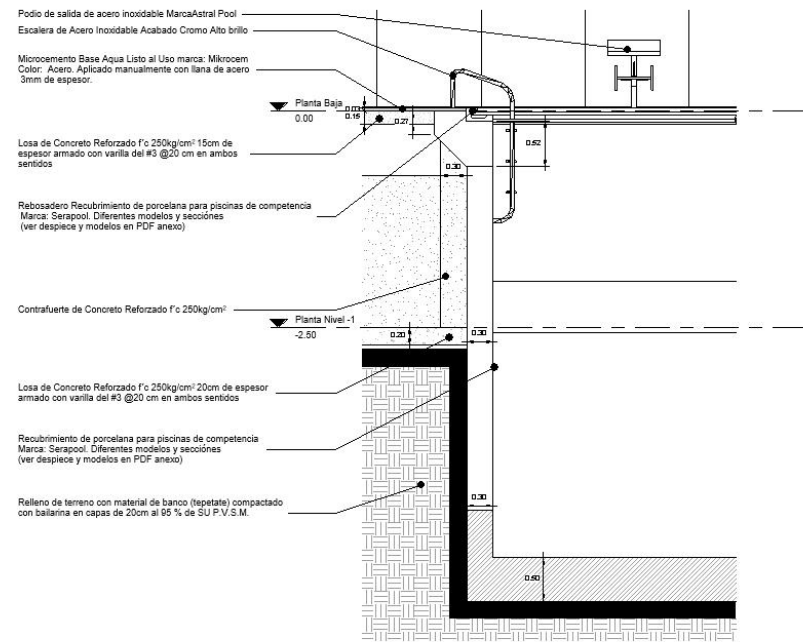 Podio de salida de acero inoxidable MarcaAstral Pool
Escalera de Acero Inoxidable Acabado Cromo Alto brillo
Microcemento Base Aqua Listo al Uso marca: Mikrocem
Color: Acero. Aplicado manualmente con llana de acero
3mm de espesor.
Planta Baja
0.00
0.15
0.27
Losa de Concreto Reforzado f'c 250kg/cm² 15cm de
espesor armado con varilla del #3 @20 cm en ambos
sentidos
0.52
0.30
Rebosadero Recubrimiento de porcelana para piscinas de competencia
Marca: Serapool. Diferentes modelos y secciónes
(ver despiece y modelos en PDF anexo)
Contrafuerte de Concreto Reforzado f'c 250kg/cm²
Planta Nivel -1
-2.50
0.20
0.30
Losa de Concreto Reforzado f'c 250kg/cm² 20cm de espesor
armado con varilla del #3 @20 cm en ambos sentidos
Recubrimiento de porcelana para piscinas de competencia
Marca: Serapool. Diferentes modelos y secciónes
(ver despiece y modelos en PDF anexo)
Relleno de terreno con material de banco (tepetate) compactado
con bailarina en capas de 20cm al 95 % de SU P.V.S.M.
0.30
0.50